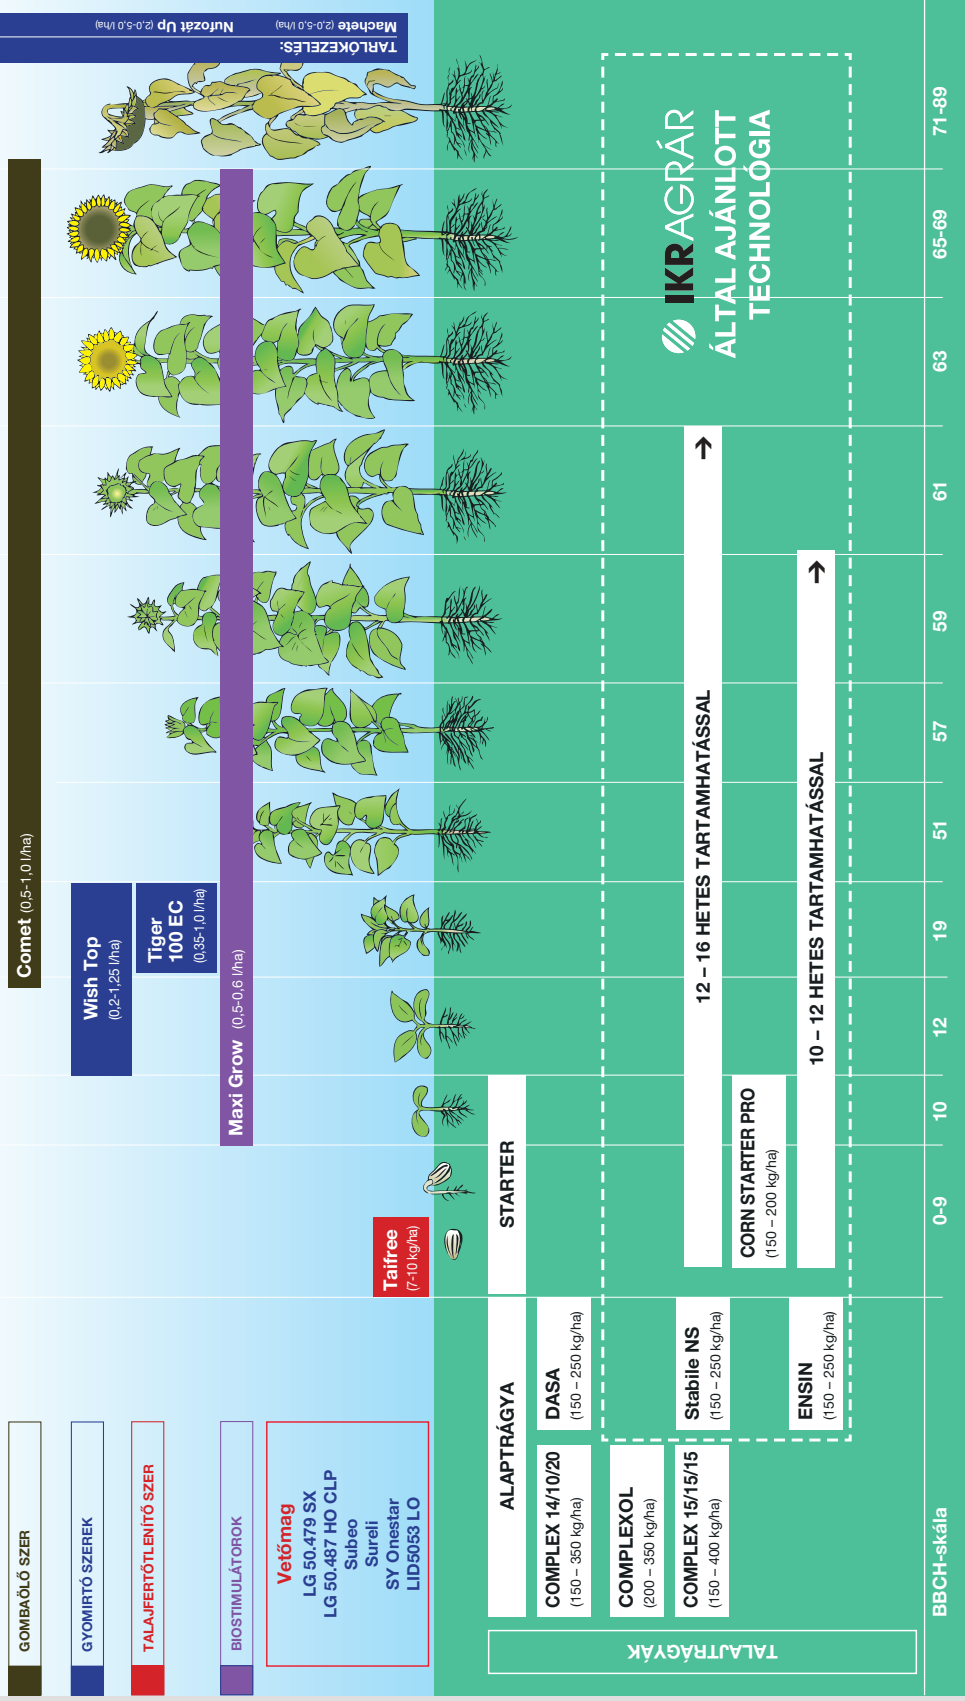 GOMBAÖLŐ SZER
Comet (0,5-1,0 l/ha)
GYOMIRTÓ SZEREK
Wish Top
(0,2-1,25 l/ha)
Tiger
100 EC
(0,35-1,0 l/ha)
TARLÓKEZELÉS:
Machete (2,0-5,0 l/ha)
Nufozát Up (2,0-5,0 l/ha)
TALAJFERTŐTLENÍTŐ SZER
BIOSTIMULÁTOROK
Maxi Grow (0,5-0,6 l/ha)
Vetőmag
LG 50.479 SX
LG 50.487 HO CLP
Subeo
Sureli
SY Onestar
LID5053 LO
Taifree
(7-10 kg/ha)
TALAJTRÁGYÁK
ALAPTRÁGYA
STARTER
COMPLEX 14/10/20
(150 – 350 kg/ha)
DASA
(150 – 250 kg/ha)
COMPLEXOL
(200 – 350 kg/ha)
COMPLEX 15/15/15
(150 – 400 kg/ha)
Stabile NS
(150 – 250 kg/ha)
12 – 16 HETES TARTAMHATÁSSAL →
CORN STARTER PRO
(150 – 200 kg/ha)
ENSIN
(150 – 250 kg/ha)
10 – 12 HETES TARTAMHATÁSSAL →
IKR AGRÁR
ÁLTAL AJÁNLOTT
TECHNOLÓGIA
BBCH-skála 0-9 10 12 19 51 57 59 61 63 65-69 71-89